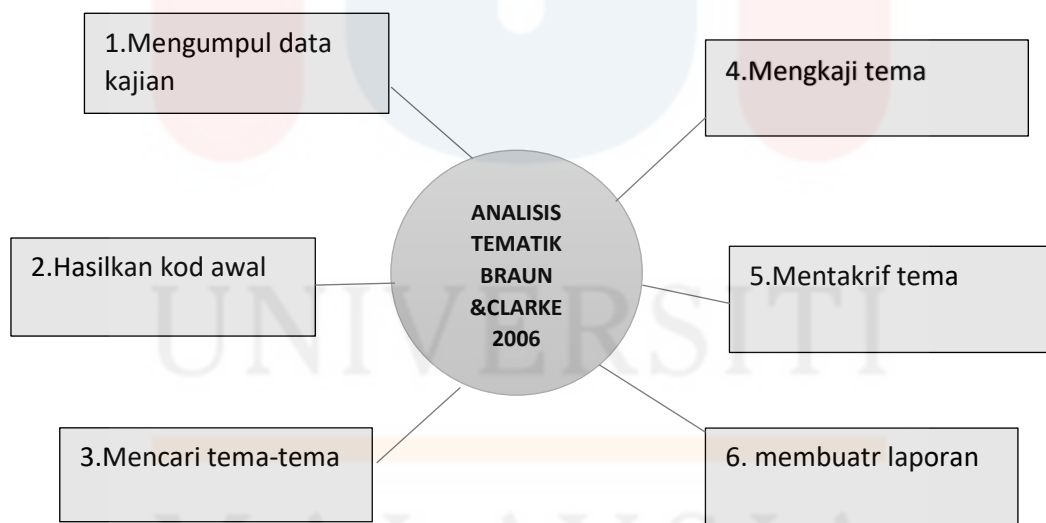 1.Mengumpul data
kajian
2.Hasilkan kod awal
3.Mencari tema-tema
ANALISIS
TEMATIK
BRAUN
&CLARKE
2006
4.Mengkaji tema
5.Mentakrif tema
6. membuatr laporan
UNIVERSITI
MALAYSIA